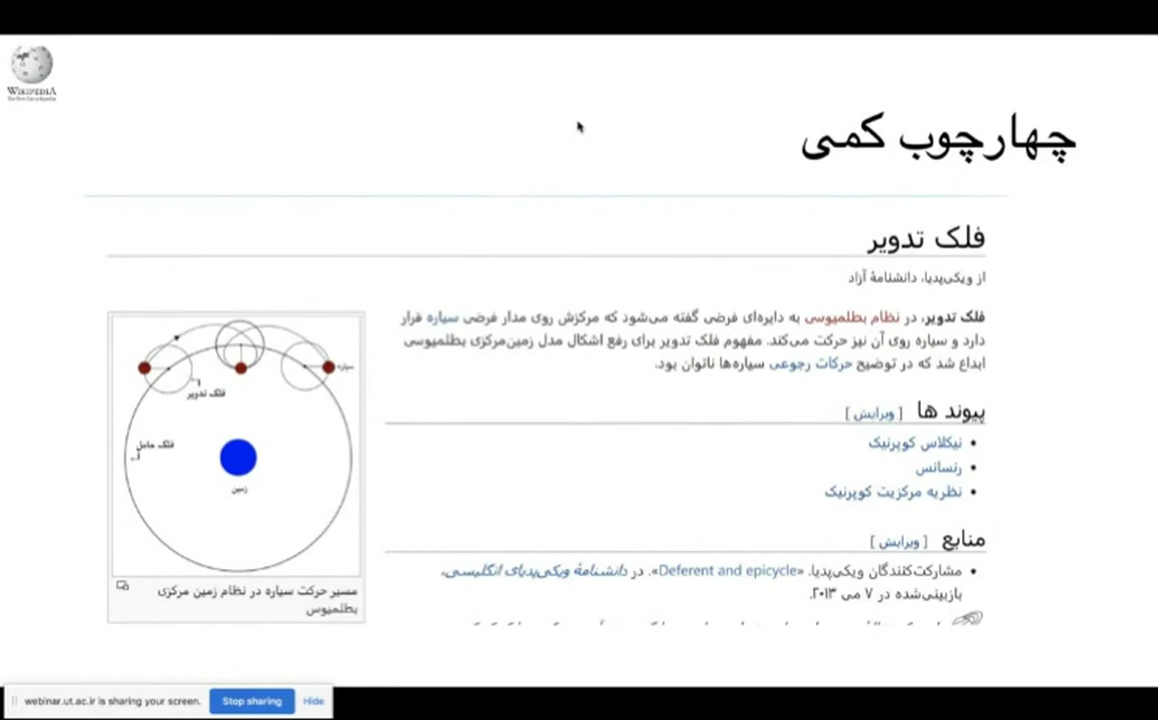 WIKIPEDIA
The Free Encyclopedia
چهارچوب کمی
فلک تدویر
از ویکی‌پدیا، دانشنامهٔ آزاد
فلک تدویر، در نظام بطلمیوسی به دایره‌ای فرضی گفته می‌شود که مرکزش روی مدار فرضی سیاره قرار
دارد و سیاره روی آن نیز حرکت می‌کند. مفهوم فلک تدویر برای رفع اشکال مدل زمین‌مرکزی بطلمیوسی
ابداع شد که در توضیح حرکات رجوعی سیاره‌ها ناتوان بود.
پیوند ها [ ویرایش ]
نیکلاس کوپرنیک
رنسانس
نظریه مرکزیت کوپرنیک
منابع [ ویرایش ]
مشارکت‌کنندگان ویکی‌پدیا. «Deferent and epicycle». در دانشنامهٔ ویکی‌پدیای انگلیسی،
بازبینی‌شده در ۷ می ۲۰۱۳.
سیاره
فلک تدویر
فلک حامل
زمین
مسیر حرکت سیاره در نظام زمین مرکزی
بطلمیوس
webinar.ut.ac.ir is sharing your screen. Stop sharing Hide